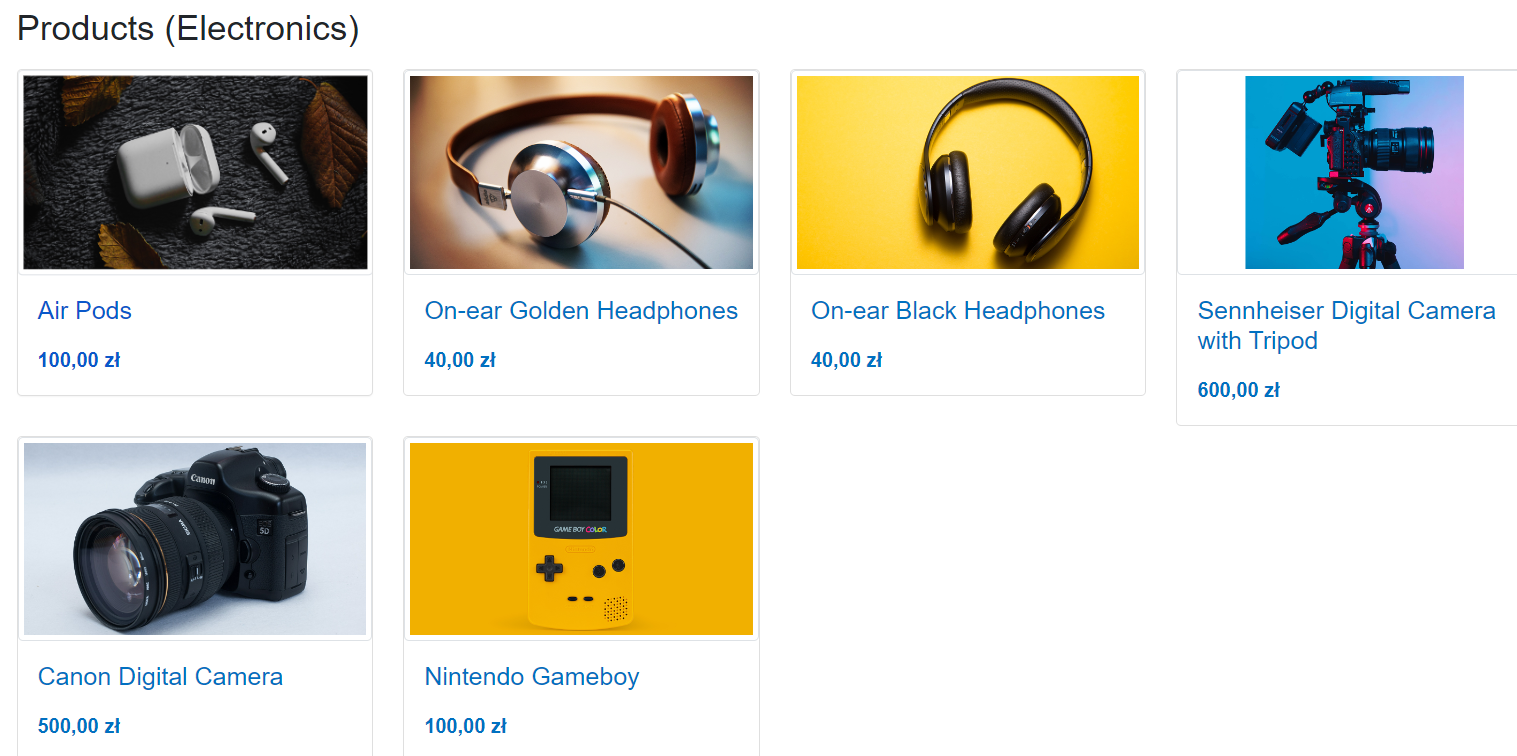 Products (Electronics)
Air Pods
100,00 zł
On-ear Golden Headphones
40,00 zł
On-ear Black Headphones
40,00 zł
Sennheiser Digital Camera
with Tripod
600,00 zł
Canon
5D
Canon Digital Camera
500,00 zł
GAME BOY COLOR
Nintendo Gameboy
100,00 zł